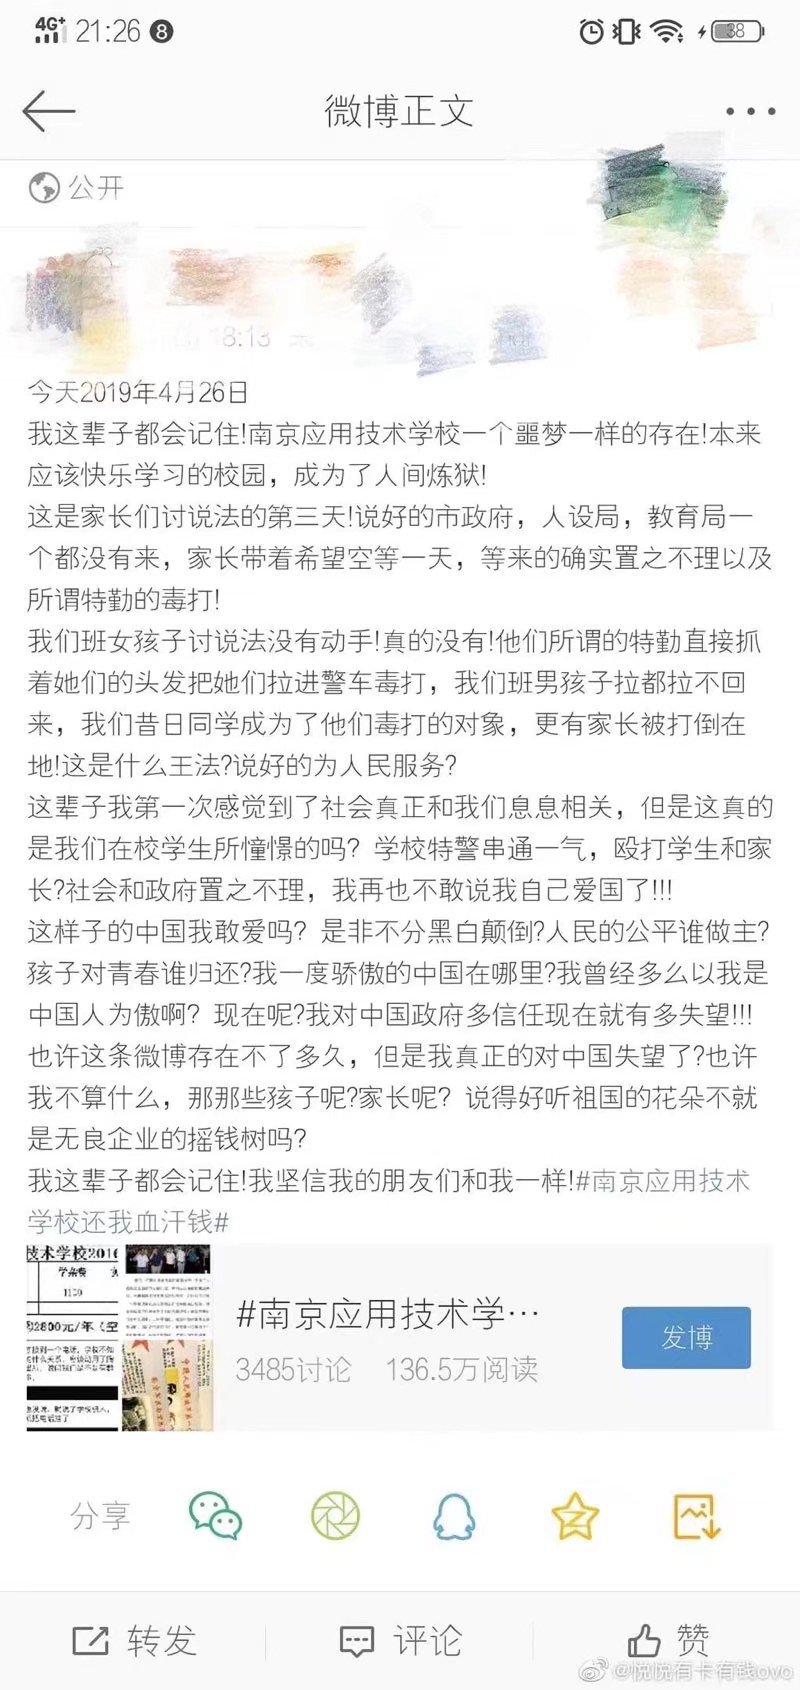 4G+ 21:26 8 38
微博正文
公开
18:13
今天2019年4月26日
我这辈子都会记住!南京应用技术学校一个噩梦一样的存在!本来
应该快乐学习的校园，成为了人间炼狱!
这是家长们讨说法的第三天!说好的市政府，人设局，教育局一
个都没有来，家长带着希望空等一天，等来的确实置之不理以及
所谓特勤的毒打!
我们班女孩子讨说法没有动手!真的没有!他们所谓的特勤直接抓
着她们的头发把她们拉进警车毒打，我们班男孩子拉都拉不回
来，我们昔日同学成为了他们毒打的对象，更有家长被打倒在
地!这是什么王法?说好的为人民服务?
这辈子我第一次感觉到了社会真正和我们息息相关，但是这真的
是我们在校学生所憧憬的吗？学校特警串通一气，殴打学生和家
长?社会和政府置之不理，我再也不敢说我自己爱国了!!!
这样子的中国我敢爱吗？是非不分黑白颠倒?人民的公平谁做主?
孩子对青春谁归还?我一度骄傲的中国在哪里?我曾经多么以我是
中国人为傲啊？现在呢?我对中国政府多信任现在就有多失望!!!
也许这条微博存在不了多久，但是我真正的对中国失望了?也许
我不算什么，那那些孩子呢?家长呢？说得好听祖国的花朵不就
是无良企业的摇钱树吗?
我这辈子都会记住!我坚信我的朋友们和我一样!#南京应用技术
学校还我血汗钱#
技术学校2016
学杂费
1100
2800元/年
#南京应用技术学…
3485讨论 136.5万阅读
发博
分享
转发 评论 赞
@悦悦有卡有钱ovo